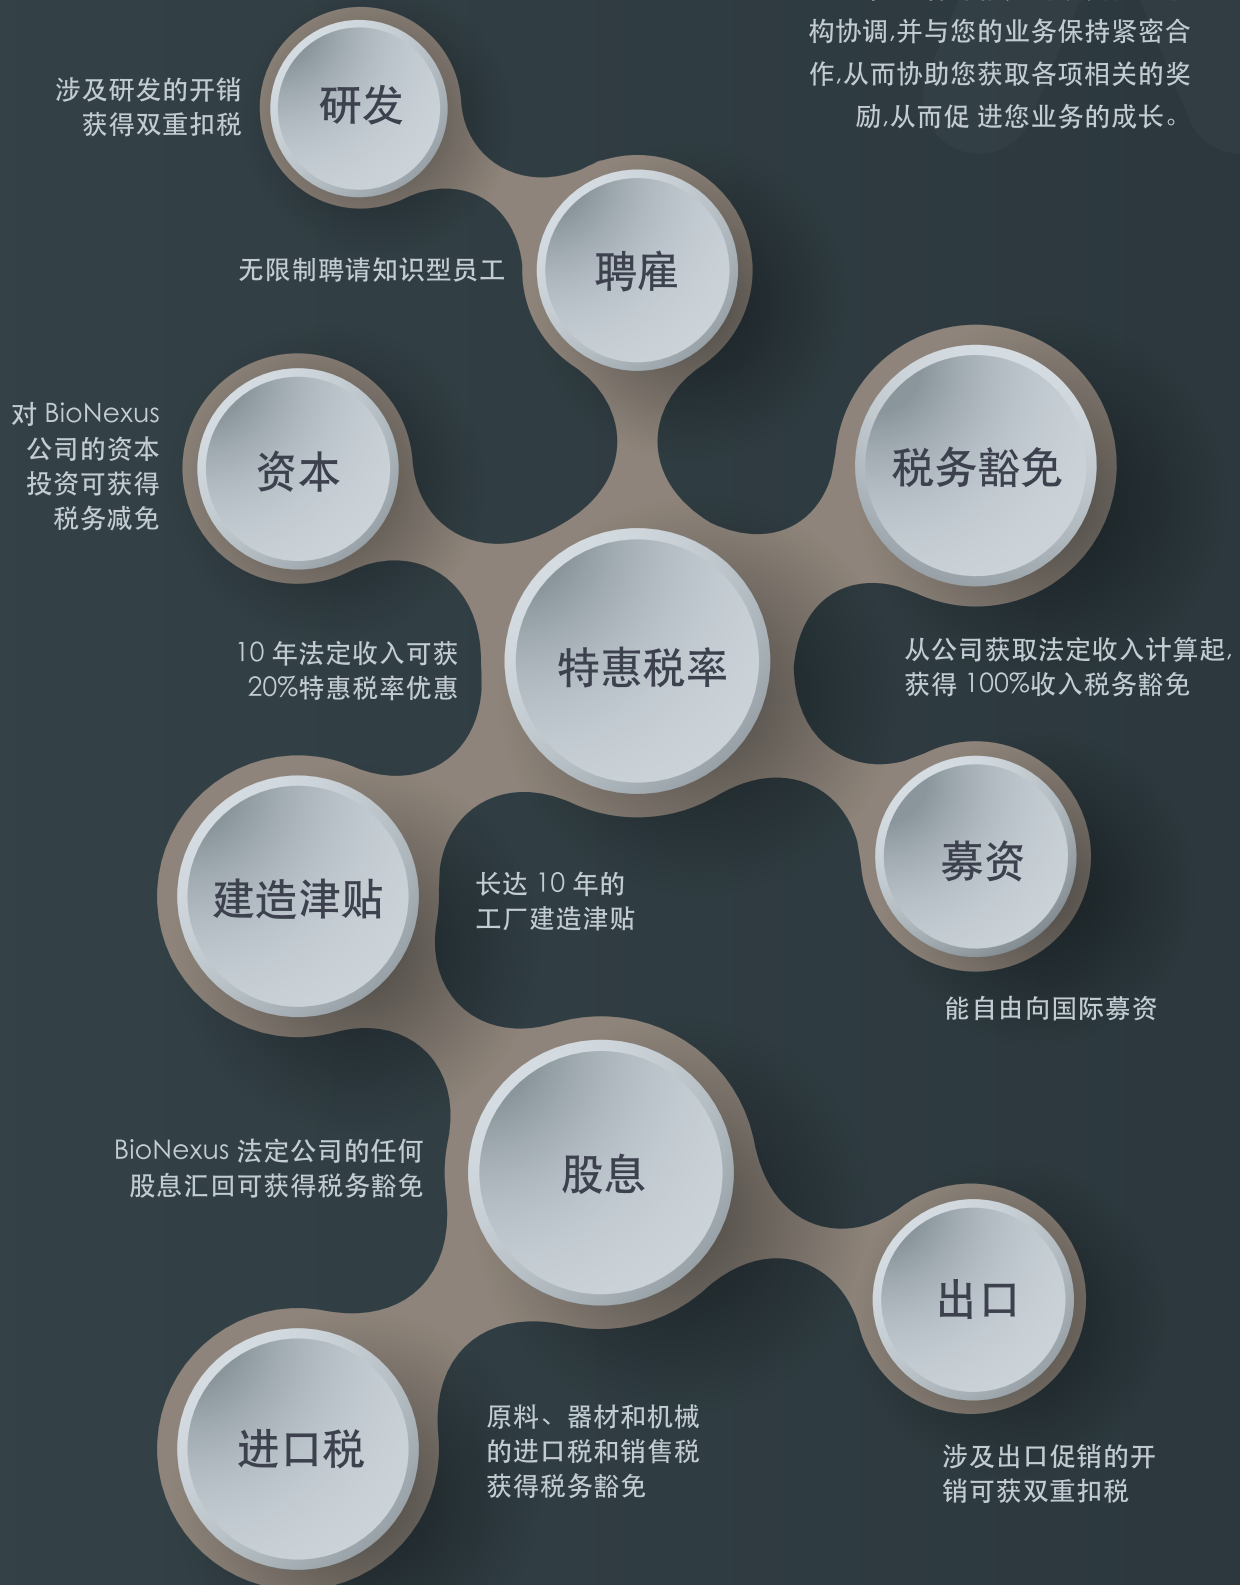 构协调,并与您的业务保持紧密合
作,从而协助您获取各项相关的奖
励,从而促 进您业务的成长。
涉及研发的开销
获得双重扣税
研发
无限制聘请知识型员工
聘雇
对 BioNexus
公司的资本
投资可获得
税务减免
资本
税务豁免
从公司获取法定收入计算起,
获得 100%收入税务豁免
10 年法定收入可获
20%特惠税率优惠
特惠税率
建造津贴
长达 10 年的
工厂建造津贴
募资
能自由向国际募资
BioNexus 法定公司的任何
股息汇回可获得税务豁免
股息
出口
涉及出口促销的开
销可获双重扣税
进口税
原料、器材和机械
的进口税和销售税
获得税务豁免